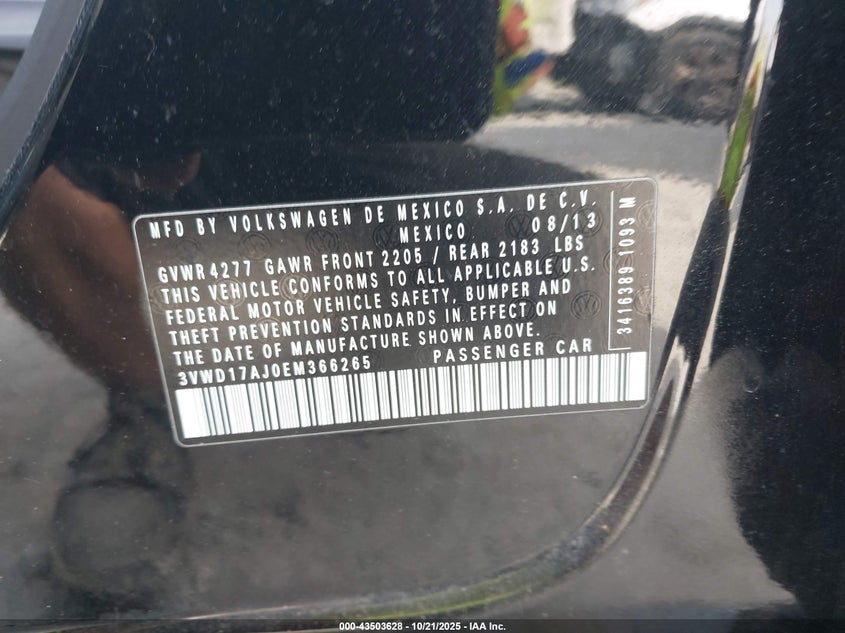 MFD BY VOLKSWAGEN DE MEXICO S.A. DE C.V.
MEXICO 08/13
GVWR 4277 GAWR FRONT 2205 / REAR 2183 LBS
THIS VEHICLE CONFORMS TO ALL APPLICABLE U.S.
FEDERAL MOTOR VEHICLE SAFETY, BUMPER AND
THEFT PREVENTION STANDARDS IN EFFECT ON
THE DATE OF MANUFACTURE SHOWN ABOVE.
3VWD17AJ0EM366265 PASSENGER CAR
3416389 1093 M
000-43503628 - 10/21/2025 - IAA Inc.